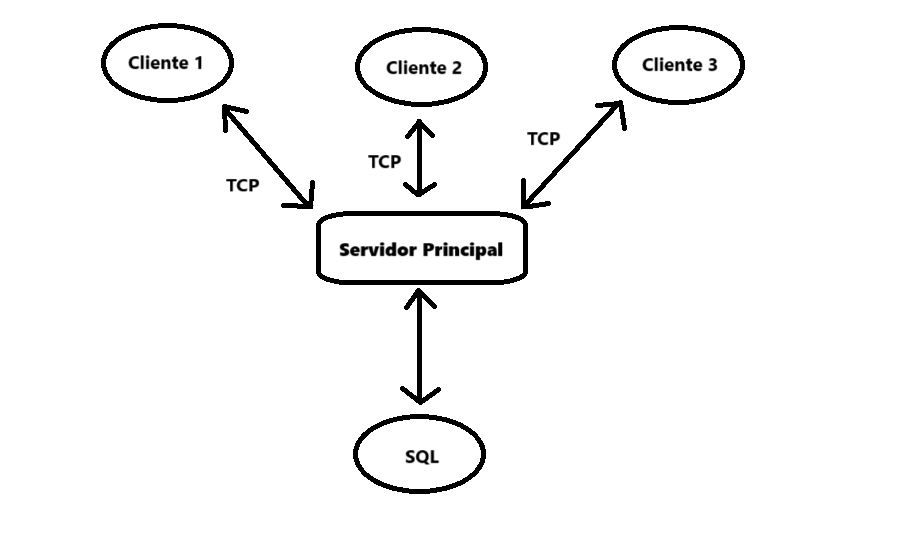 Cliente 1
Cliente 2
Cliente 3
TCP
TCP
TCP
Servidor Principal
SQL